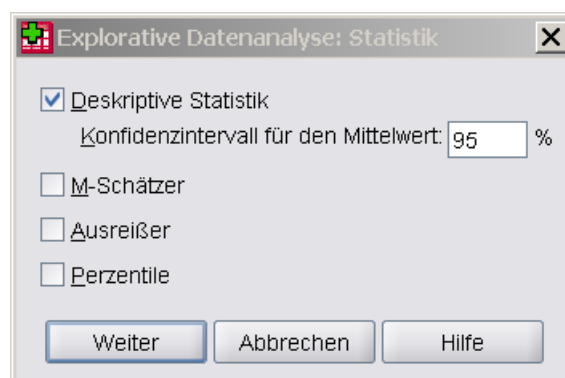 Explorative Datenanalyse: Statistik
Deskriptive Statistik
Konfidenzintervall für den Mittelwert: 95 %
M-Schätzer
Ausreißer
Perzentile
Weiter Abbrechen Hilfe